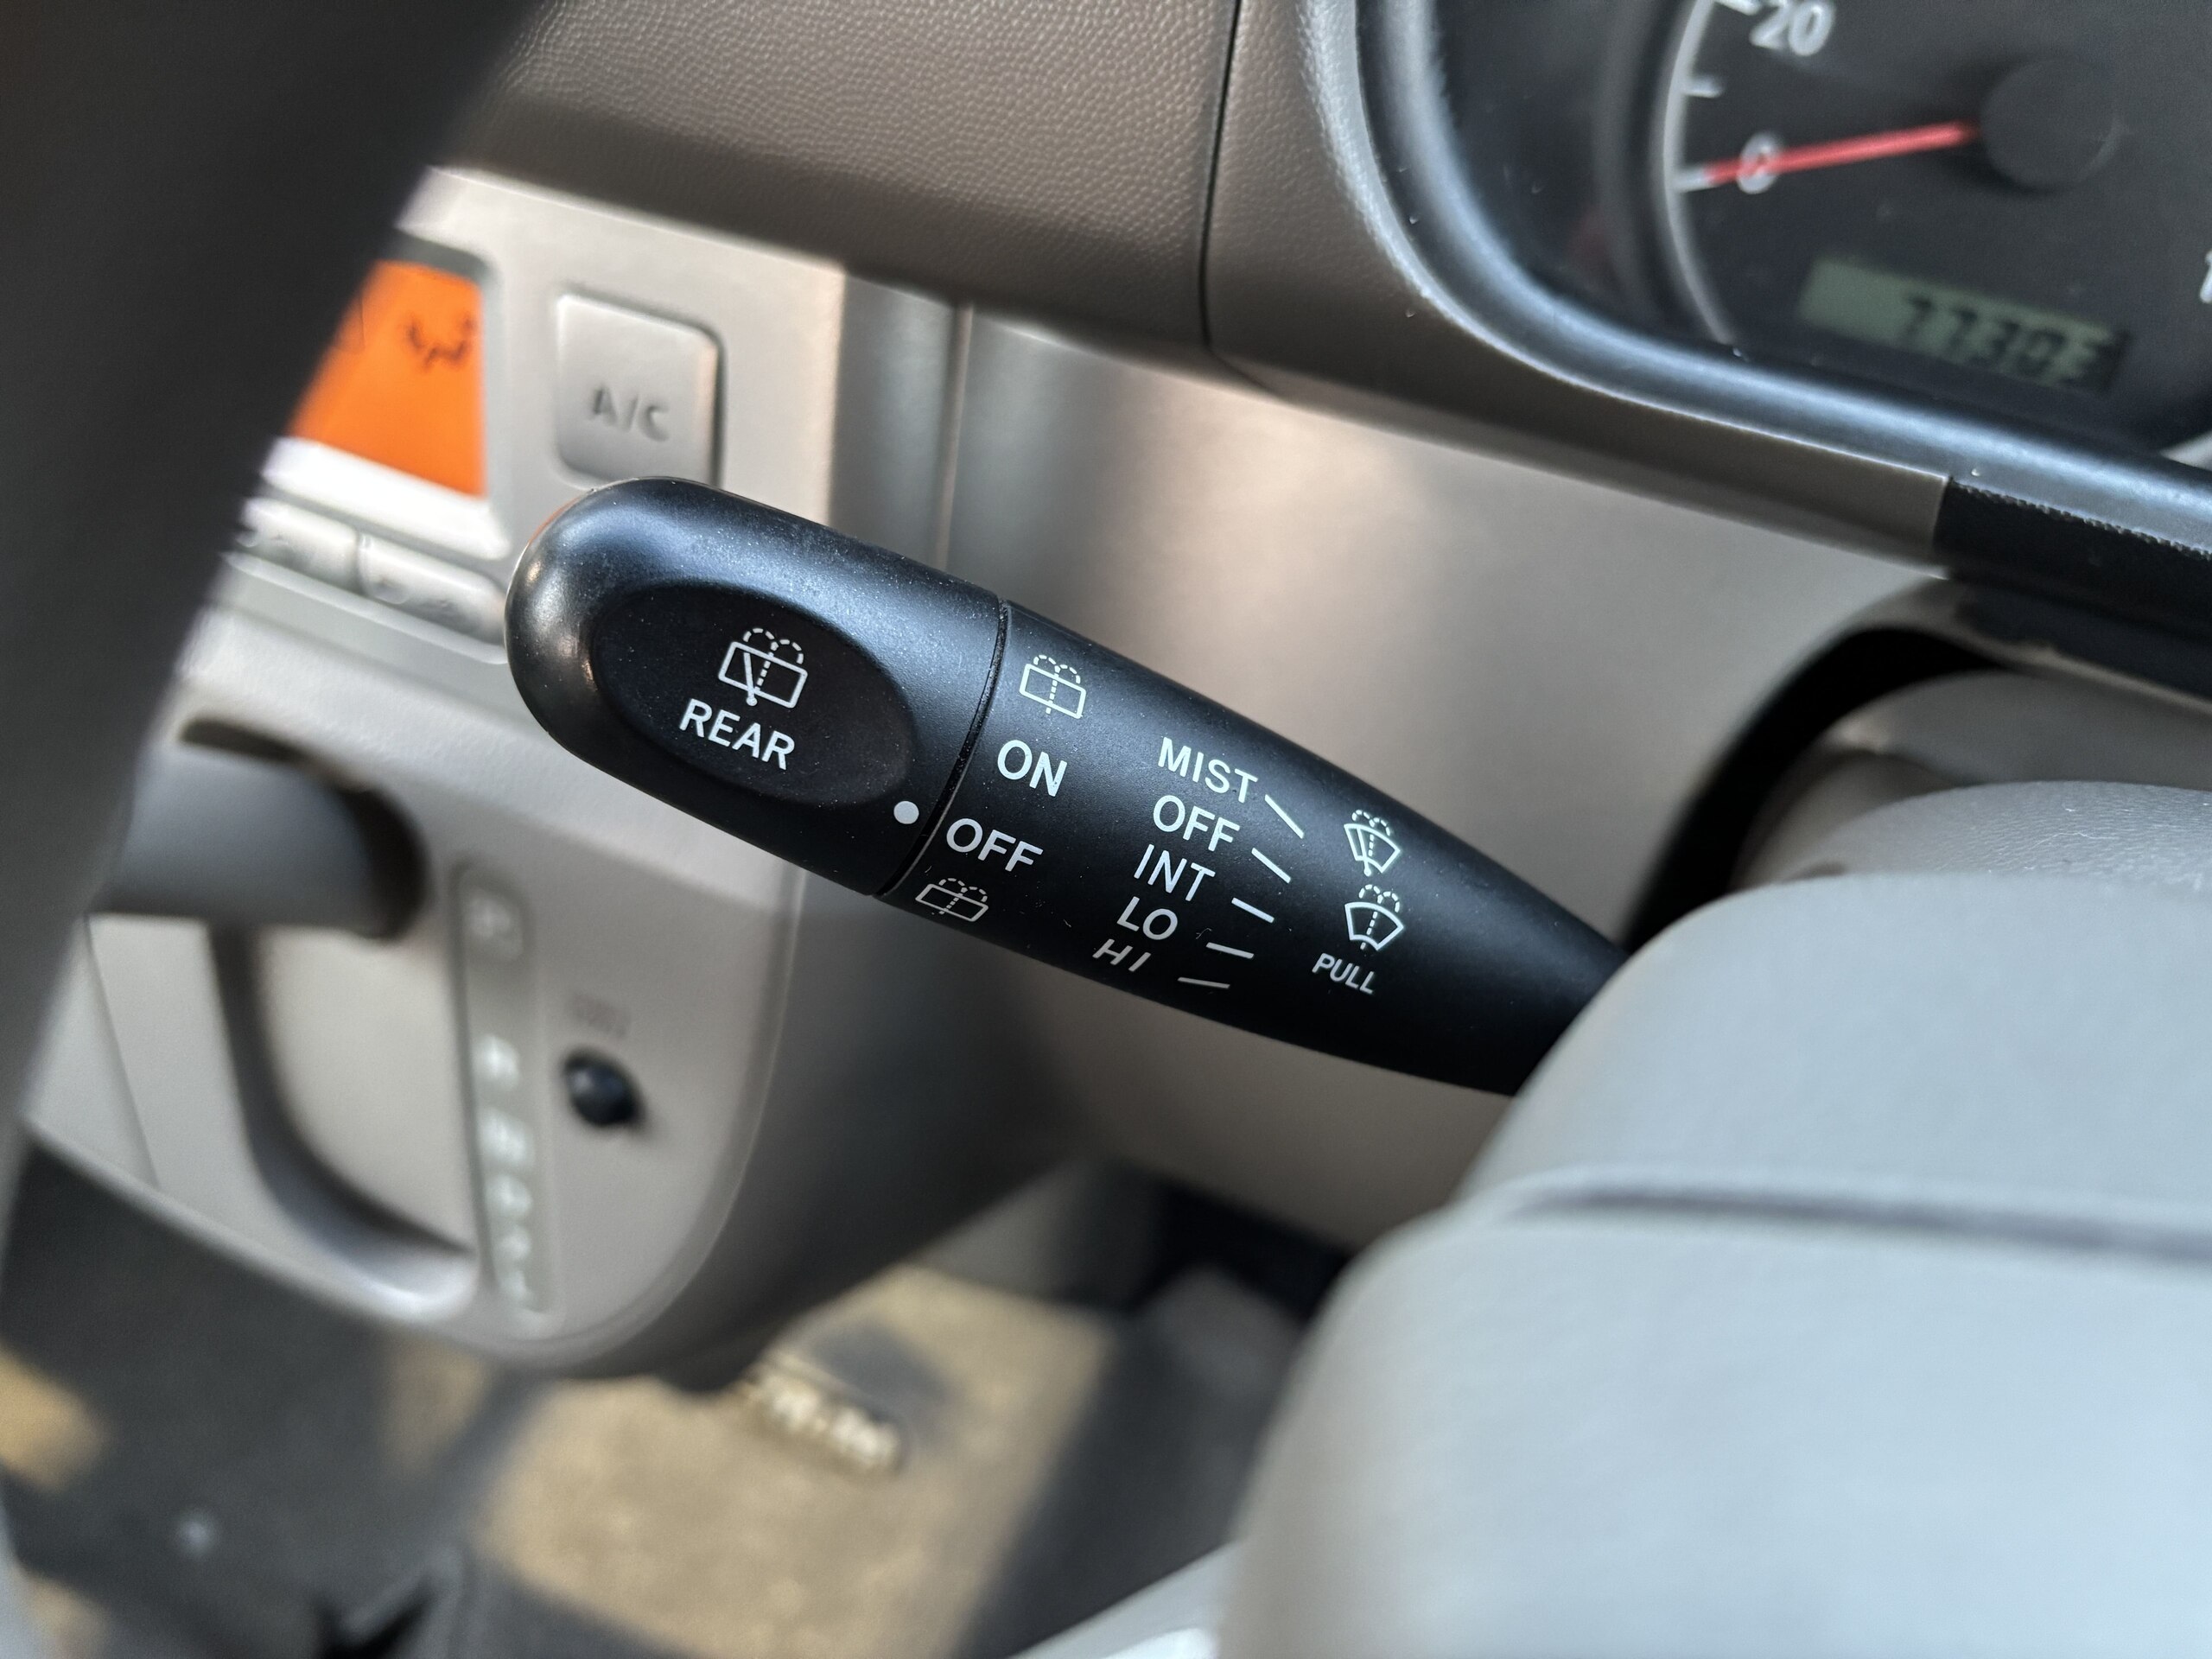 20
0
A/C
REAR
ON
OFF
MIST
OFF
INT
LO
HI
PULL